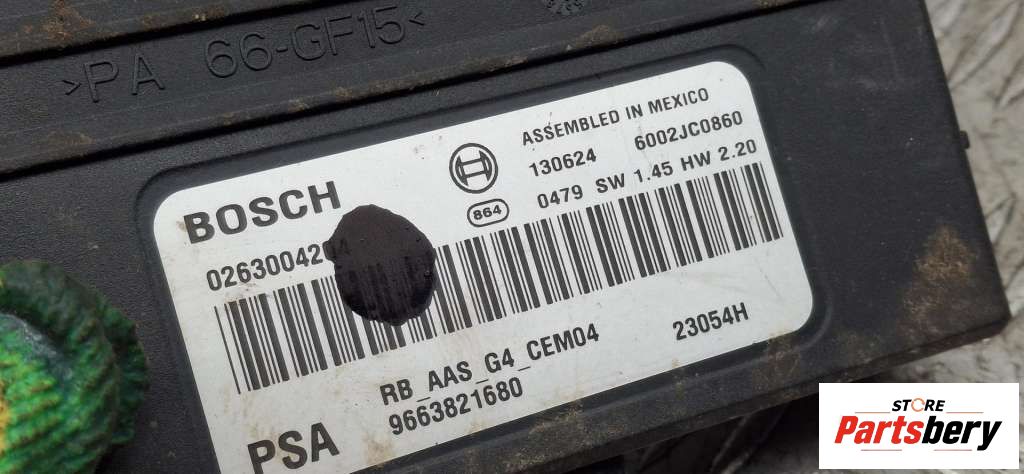 >PA 66-GF15<
ASSEMBLED IN MEXICO
130624 6002JC0860
0479 SW 1.45 HW 2.20
BOSCH
864
RB_AAS_G4_CEM04
23054H
9663821680
PSA
STORE
Partsbery